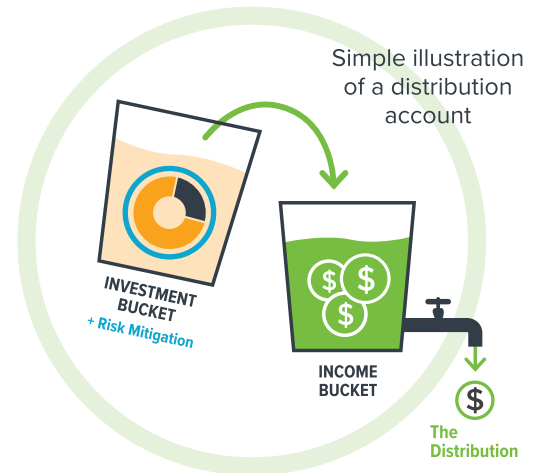 Simple illustration
of a distribution
account
INVESTMENT
BUCKET
+ Risk Mitigation
$ $
$
INCOME
BUCKET
$
The
Distribution